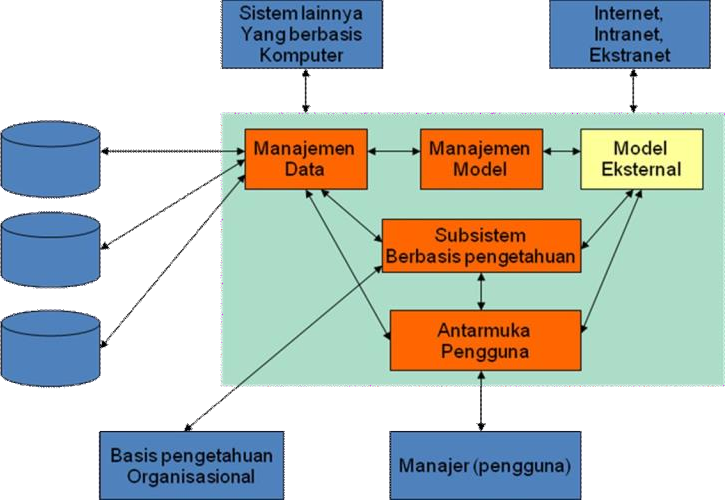 Sistem lainnya
Yang berbasis
Komputer
Internet,
Intranet,
Ekstranet
Manajemen
Data
Manajemen
Model
Model
Eksternal
Subsistem
Berbasis pengetahuan
Antarmuka
Pengguna
Basis pengetahuan
Organisasional
Manajer (pengguna)